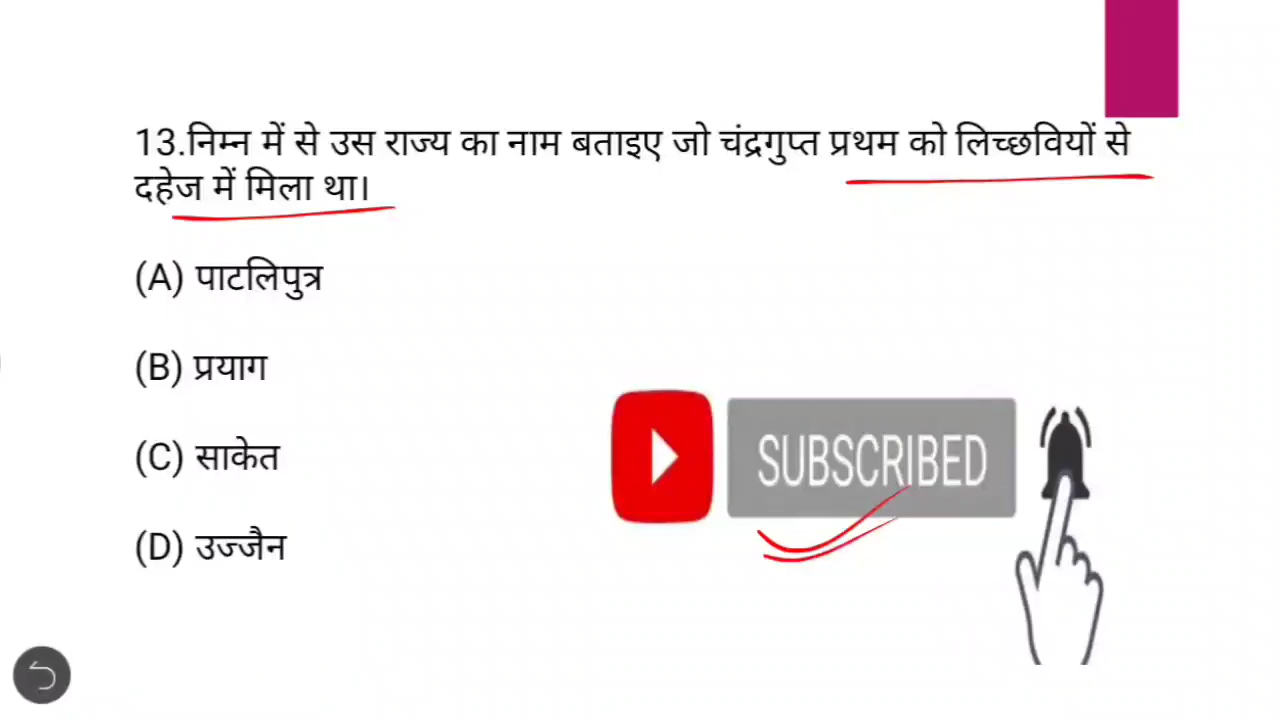 13.निम्न में से उस राज्य का नाम बताइए जो चंद्रगुप्त प्रथम को लिच्छवियों से
दहेज में मिला था।
(A) पाटलिपुत्र
(B) प्रयाग
(C) साकेत
(D) उज्जैन
SUBSCRIBED